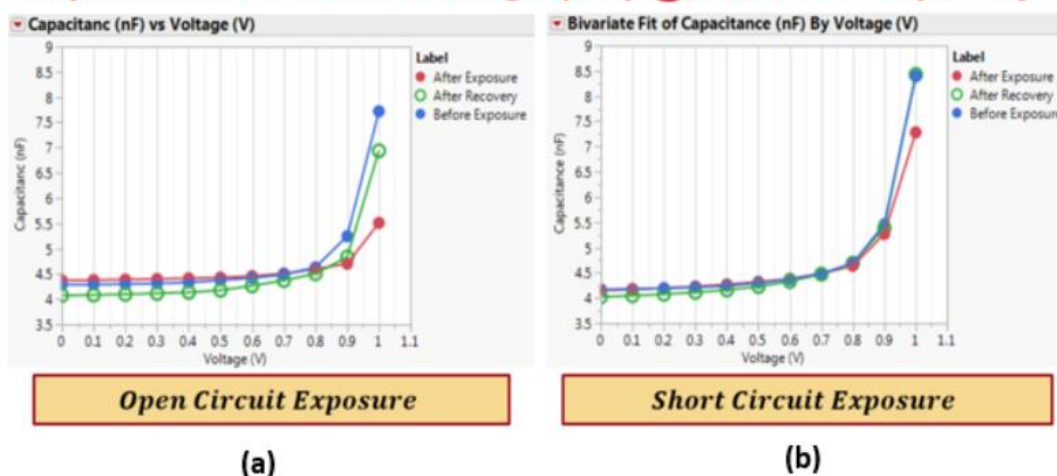 Capacitanc (nF) vs Voltage (V)
9
8.5
8
7.5
7
6.5
6
5.5
5
4.5
4
3.5
Capacitanc (nF)
0 0.1 0.2 0.3 0.4 0.5 0.6 0.7 0.8 0.9 1 1.1
Voltage (V)
Label
After Exposure
After Recovery
Before Exposure
Open Circuit Exposure
(a)
Bivariate Fit of Capacitance (nF) By Voltage (V)
9
8.5
8
7.5
7
6.5
6
5.5
5
4.5
4
3.5
Capacitance (nF)
0 0.1 0.2 0.3 0.4 0.5 0.6 0.7 0.8 0.9 1 1.1
Voltage (V)
Label
After Exposure
After Recovery
Before Exposure
Short Circuit Exposure
(b)